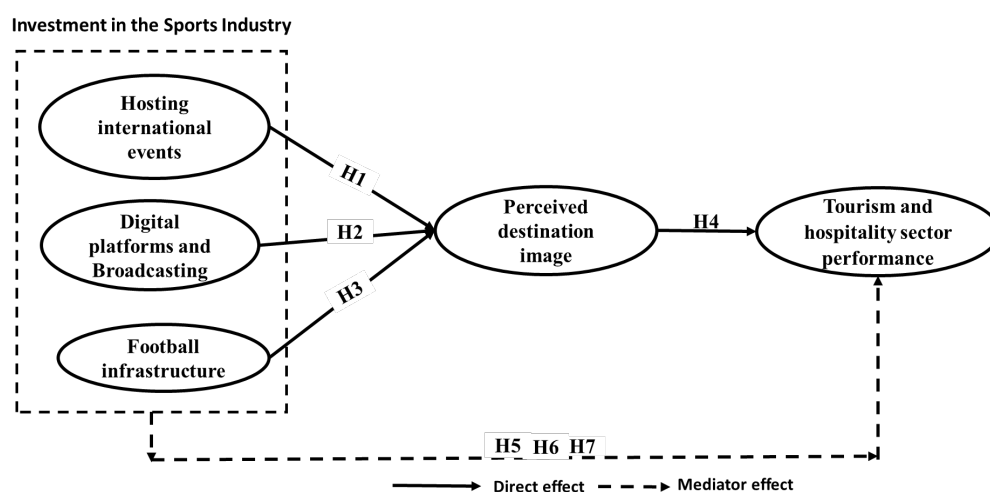 Investment in the Sports Industry
Hosting
international
events
H1
Digital
platforms and
Broadcasting
H2
Football
infrastructure
H3
Perceived
destination
image
H4
Tourism and
hospitality sector
performance
H5 H6 H7
Direct effect
Mediator effect